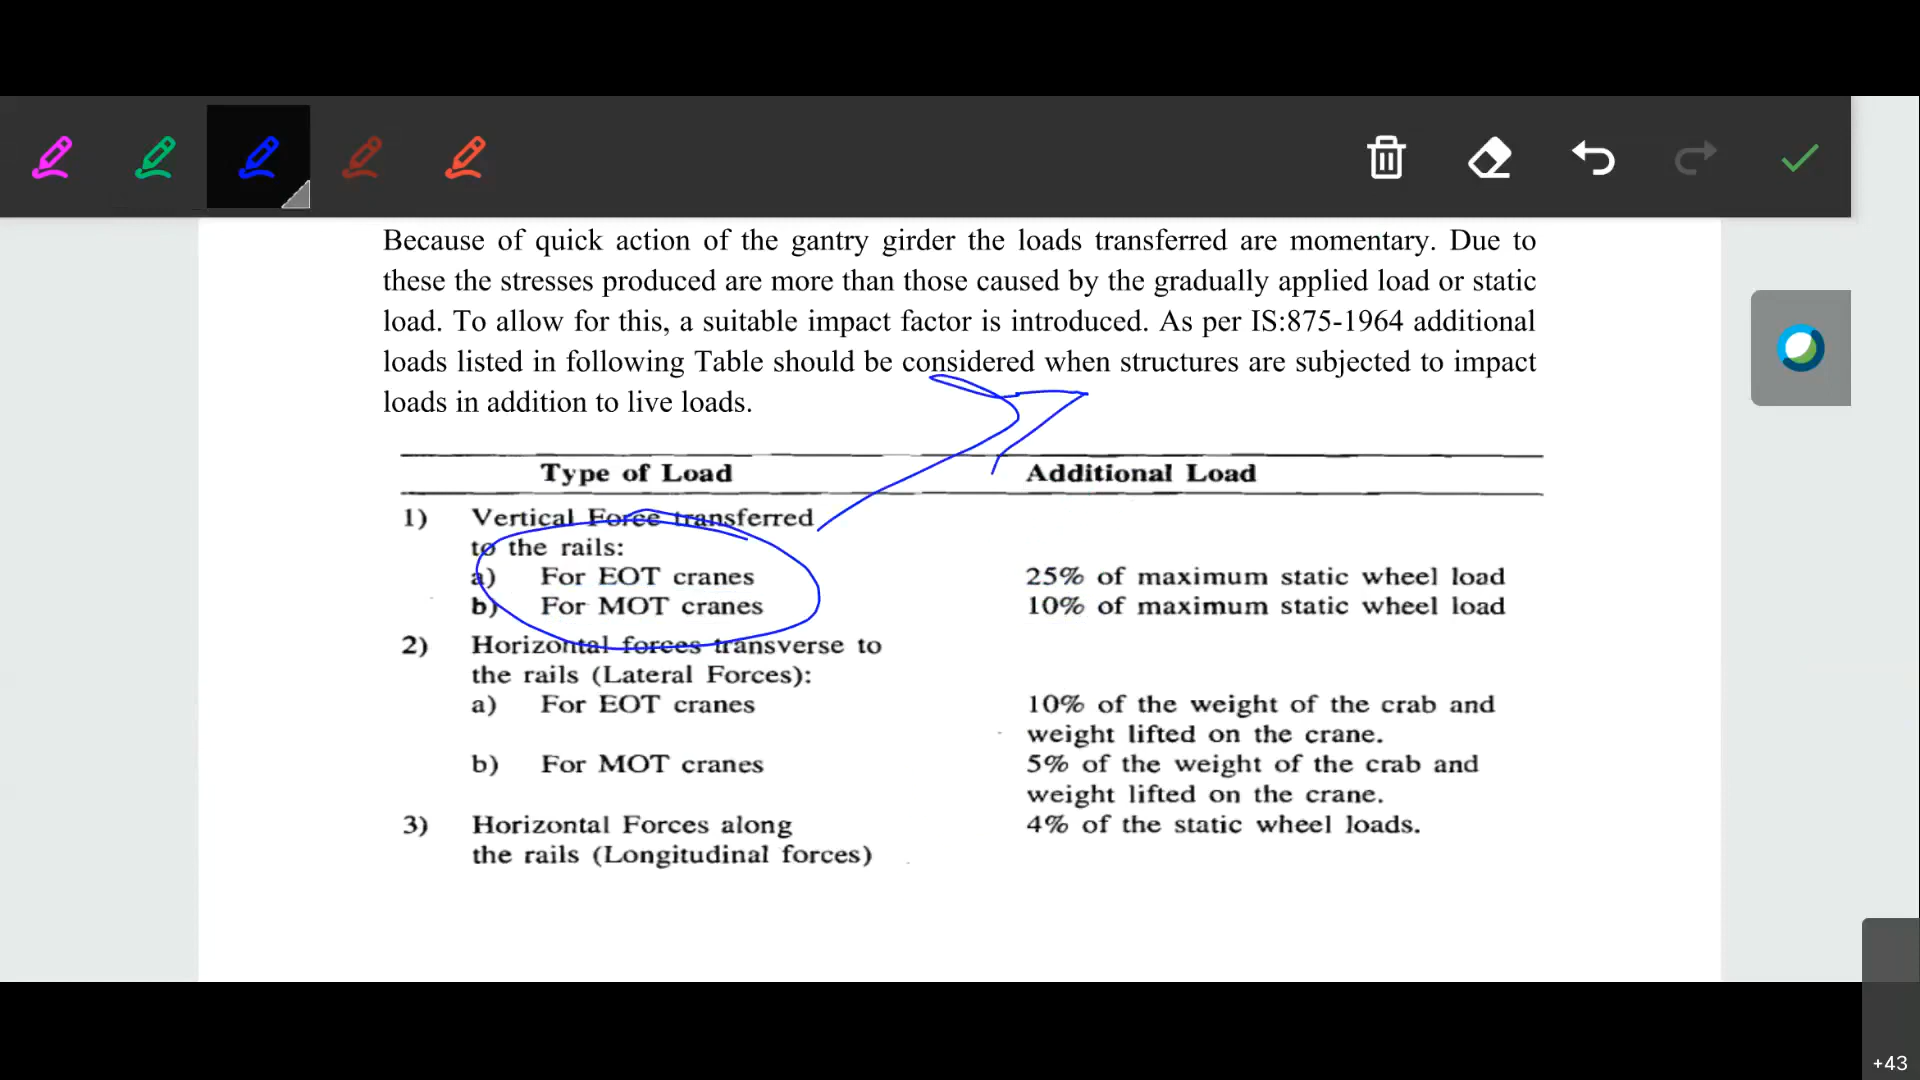 Because of quick action of the gantry girder the loads transferred are momentary. Due to
these the stresses produced are more than those caused by the gradually applied load or static
load. To allow for this, a suitable impact factor is introduced. As per IS:875-1964 additional
loads listed in following Table should be considered when structures are subjected to impact
loads in addition to live loads.
Type of Load Additional Load
1) Vertical Force transferred
to the rails:
a) For EOT cranes 25% of maximum static wheel load
b) For MOT cranes 10% of maximum static wheel load
2) Horizontal forces transverse to
the rails (Lateral Forces):
a) For EOT cranes 10% of the weight of the crab and
weight lifted on the crane.
b) For MOT cranes 5% of the weight of the crab and
weight lifted on the crane.
3) Horizontal Forces along 4% of the static wheel loads.
the rails (Longitudinal forces)
+43